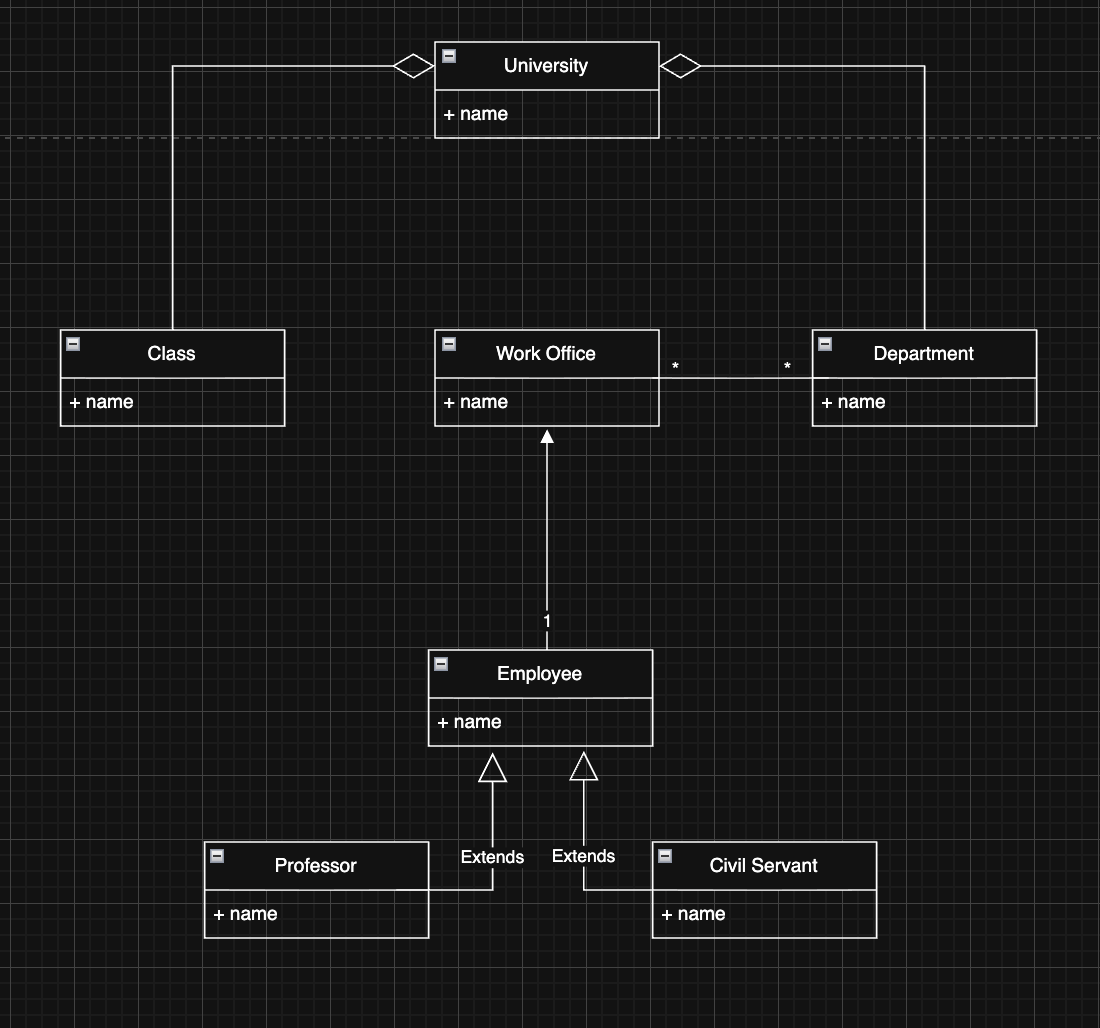 University
+ name
Class
+ name
Work Office
+ name
* *
Department
+ name
1
Employee
+ name
Extends
Extends
Professor
+ name
Civil Servant
+ name